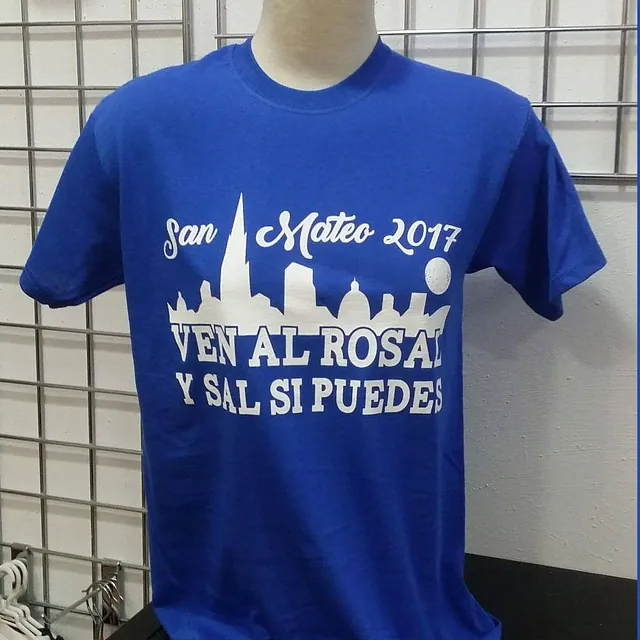 San Mateo 2017
VEN AL ROSAL
Y SAL SI PUEDES